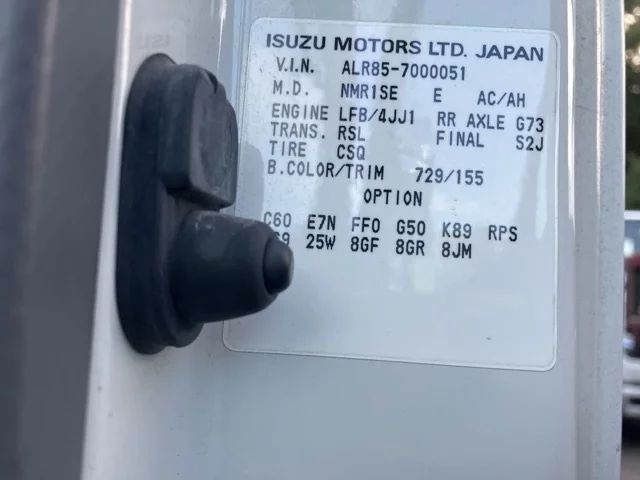 ISUZU MOTORS LTD. JAPAN
V.I.N. ALR85-7000051
M.D. NMR1SE E AC/AH
ENGINE LFB/4JJ1 RR AXLE G73
TRANS. RSL FINAL S2J
TIRE CSQ
B.COLOR/TRIM 729/155
OPTION
C60 E7N FF0 G50 K89 RPS
25W 8GF 8GR 8JM